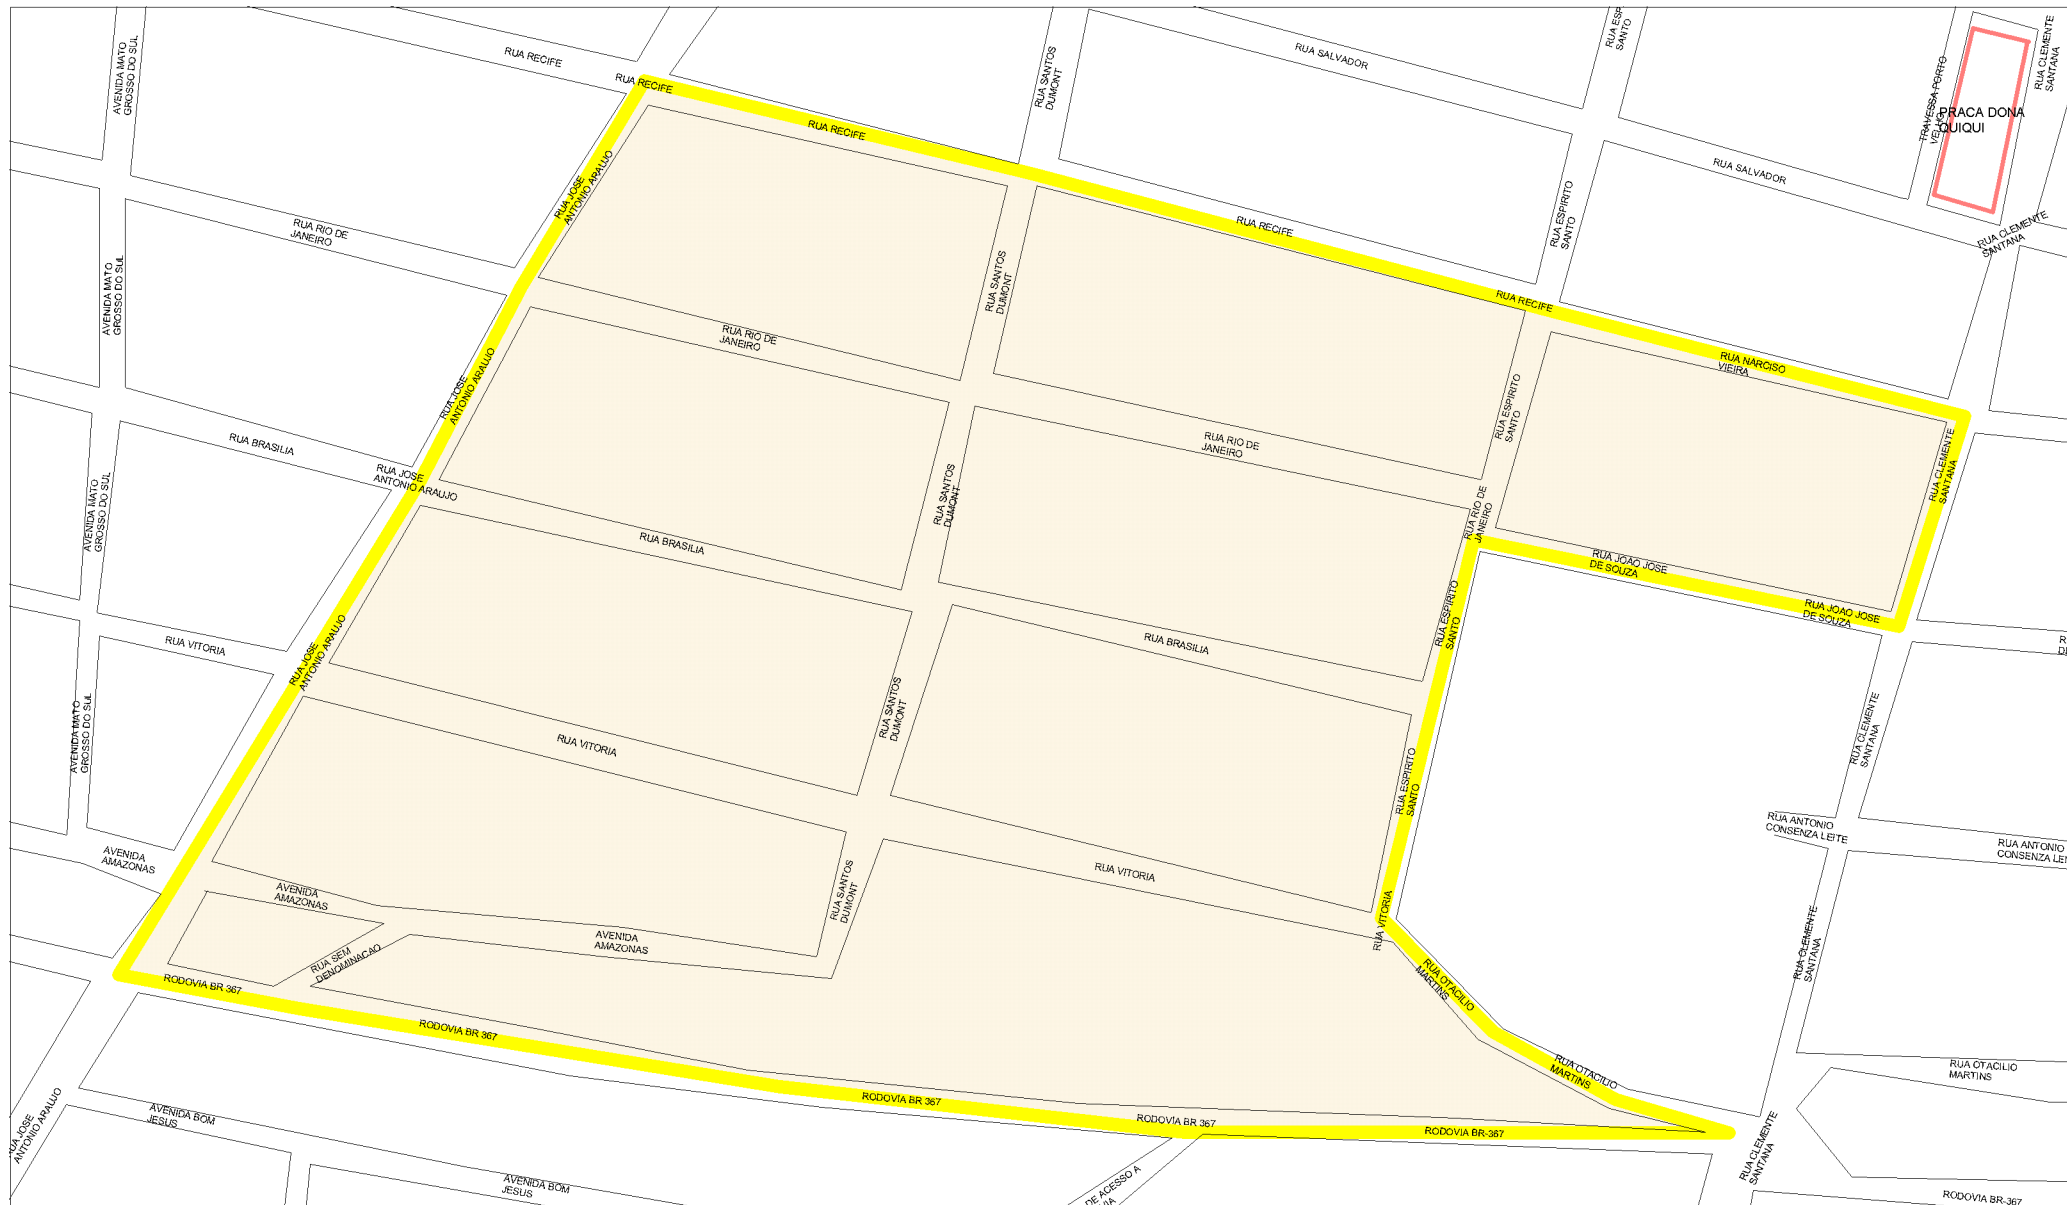 AVENIDA MATO
GROSSO DO SUL
RUA RECIFE
RUA RECIFE
RUA SANTOS
DUMONT
RUA SALVADOR
SANTO
TRAVESSA PORTO
PRACA DONA
QUIQUI
RUA CLEMENTE
SANTANA
RUA RECIFE
RUA SALVADOR
RUA JOSE
ANTONIO ARAUJO
RUA RIO DE
JANEIRO
RUA RECIFE
RUA ESPIRITO
SANTO
RUA CLEMENTE
SANTANA
AVENIDA MATO
GROSSO DO SUL
RUA SANTOS
DUMONT
RUA RECIFE
RUA RIO DE
JANEIRO
RUA NARCISO
VIEIRA
RUA JOSE
ANTONIO ARAUJO
RUA ESPIRITO
SANTO
RUA BRASILIA
RUA RIO DE
JANEIRO
RUA CLEMENTE
SANTANA
RUA JOSE
ANTONIO ARAUJO
AVENIDA MATO
GROSSO DO SUL
RUA SANTOS
DUMONT
RUA RIO DE
JANEIRO
RUA BRASILIA
RUA JOAO JOSE
DE SOUZA
RUA JOAO JOSE
DE SOUZA
RUA ESPIRITO
SANTO
RUA VITORIA
RUA BRASILIA
RUA JOSE
ANTONIO ARAUJO
AVENIDA MATO
GROSSO DO SUL
RUA SANTOS
DUMONT
RUA VITORIA
RUA CLEMENTE
SANTANA
RUA ESPIRITO
SANTO
RUA ANTONIO
CONSENZA LEITE
RUA ANTONIO
AVENIDA
AMAZONAS
RUA VITORIA
RUA SANTOS
DUMONT
AVENIDA
AMAZONAS
RUA VITORIA
AVENIDA
AMAZONAS
RUA SEM
DENOMINACAO
RUA CLEMENTE
SANTANA
RODOVIA BR 367
RUA OTACILIO
MARTINS
RODOVIA BR 367
RUA OTACILIO
MARTINS
RUA OTACILIO
MARTINS
RODOVIA BR 367
RODOVIA BR 367
RODOVIA BR-367
RUA JOSE
ANTONIO ARAUJO
AVENIDA BOM
JESUS
RUA CLEMENTE
SANTANA
AVENIDA BOM
JESUS
DE ACESSO A
RODOVIA BR-367